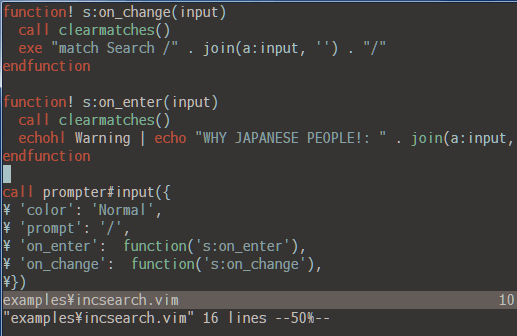 function! s:on_change(input)
  call clearmatches()
  exe "match Search /" . join(a:input, '') . "/"
endfunction

function! s:on_enter(input)
  call clearmatches()
  echohl Warning | echo "WHY JAPANESE PEOPLE!: " . join(a:input,
endfunction

call prompter#input({
¥ 'color': 'Normal',
¥ 'prompt': '/',
¥ 'on_enter':  function('s:on_enter'),
¥ 'on_change':  function('s:on_change'),
¥})
examples¥incsearch.vim 10
"examples¥incsearch.vim" 16 lines --50%--